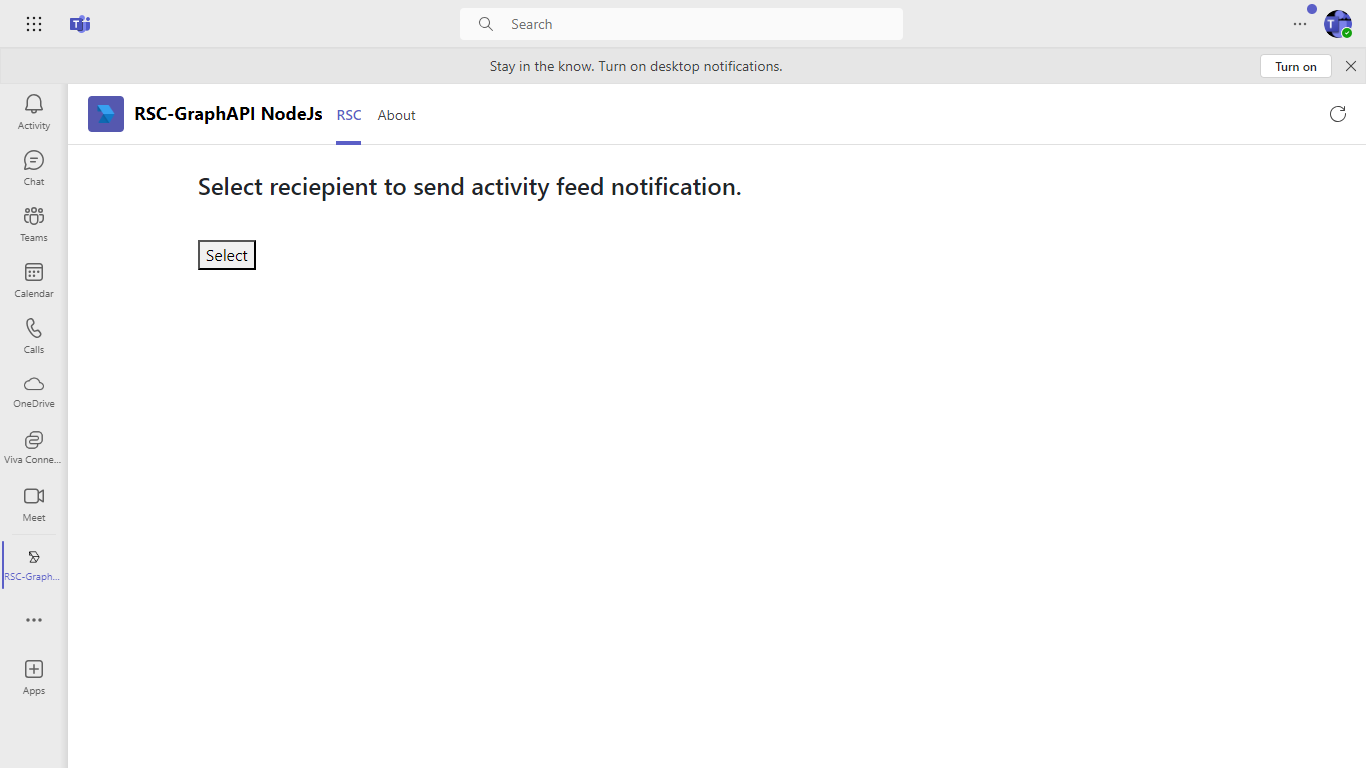 Search
Stay in the know. Turn on desktop notifications.
Turn on
Activity
Chat
Teams
Calendar
Calls
OneDrive
Viva Conne...
Meet
RSC-Graph...
Apps
RSC-GraphAPI NodeJs
RSC
About
Select reciepient to send activity feed notification.
Select